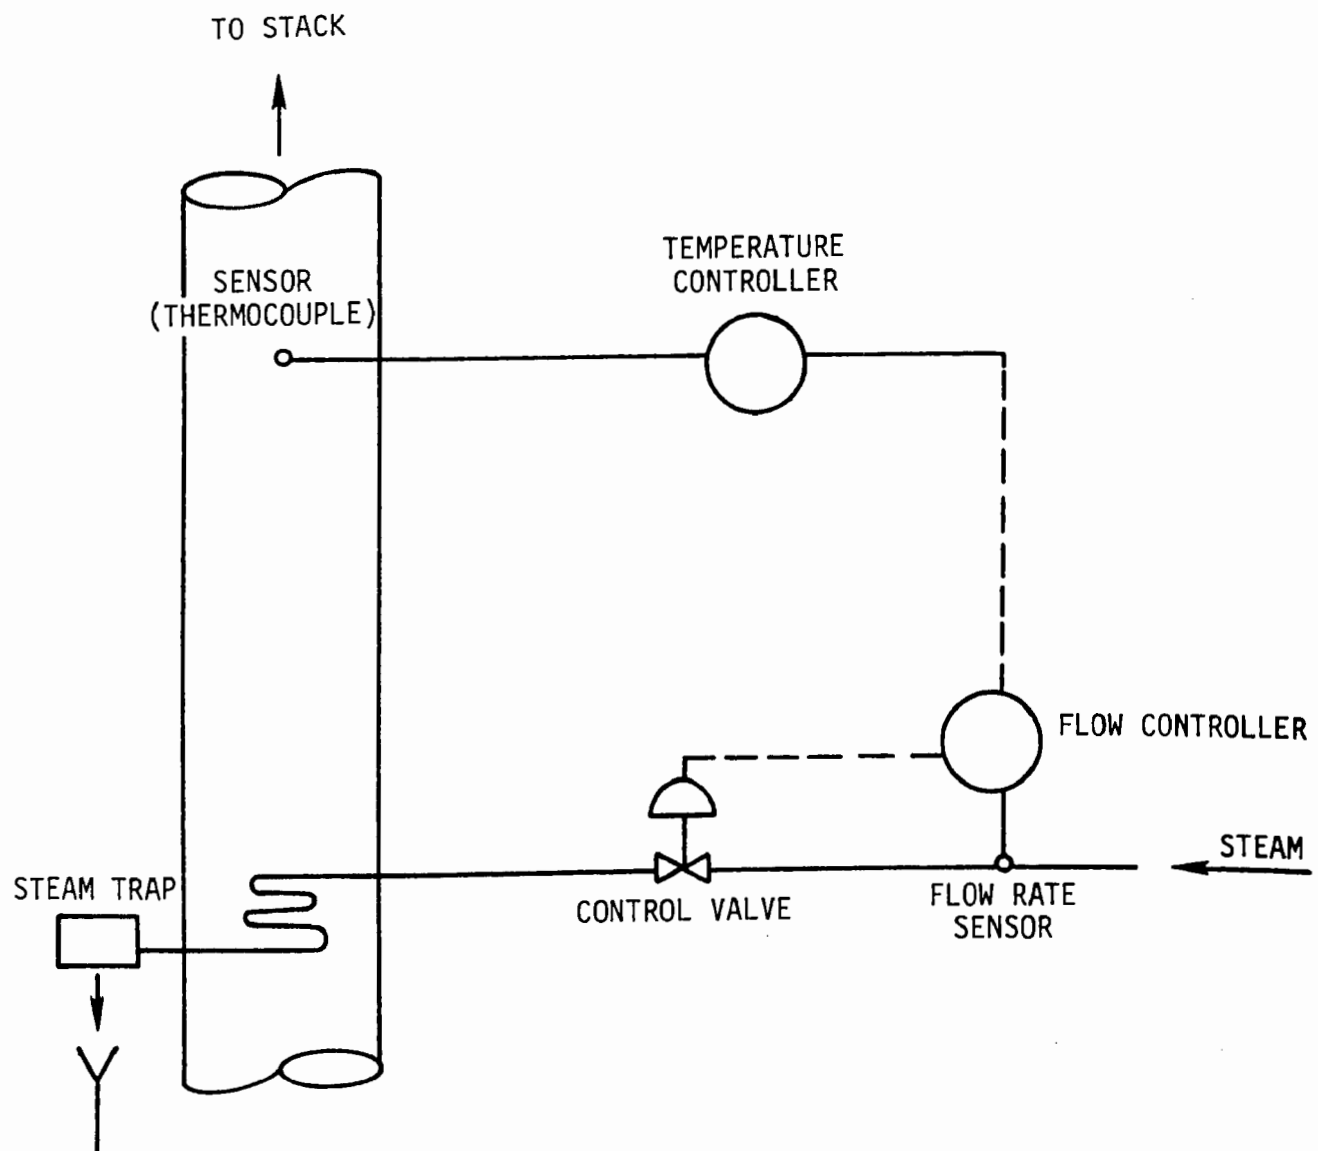 TO STACK
SENSOR
(THERMOCOUPLE)
TEMPERATURE
CONTROLLER
FLOW CONTROLLER
STEAM
STEAM TRAP
CONTROL VALVE
FLOW RATE
SENSOR